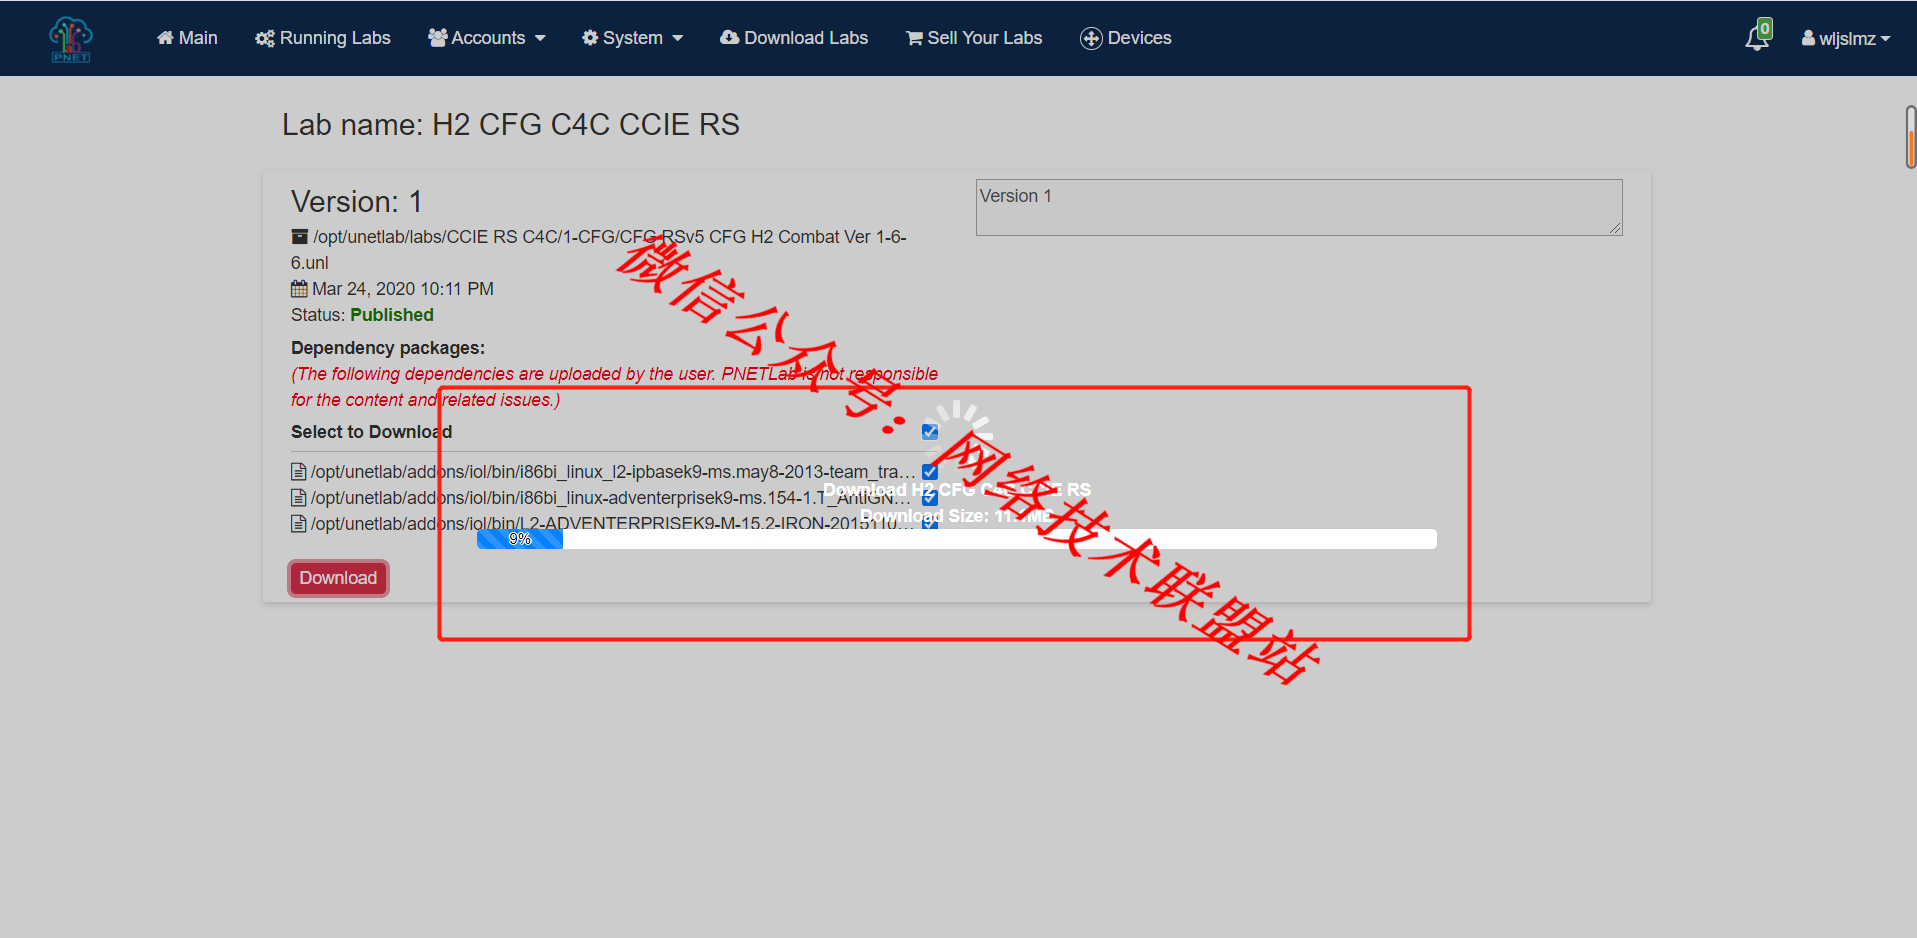 PNET
Main
Running Labs
Accounts
System
Download Labs
Sell Your Labs
Devices
0
wljslmz
Lab name: H2 CFG C4C CCIE RS
Version: 1
Version 1
/opt/unetlab/labs/CCIE RS C4C/1-CFG/CFG RSv5 CFG H2 Combat Ver 1-6-
6.unl
Mar 24, 2020 10:11 PM
Status: Published
Dependency packages:
(The following dependencies are uploaded by the user. PNETLab is not responsible
for the content and related issues.)
Select to Download
/opt/unetlab/addons/iol/bin/i86bi_linux_l2-ipbasek9-ms.may8-2013-team_tra...
/opt/unetlab/addons/iol/bin/i86bi_linux-adventerprisek9-ms.154-1.T_AntiGN...
/opt/unetlab/addons/iol/bin/L2-ADVENTERPRISEK9-M-15.2-IRON-2015110...
Download H2 CFG C4C CCIE RS
Download Size:
9%
Download
微信公众号：网络技术联盟站